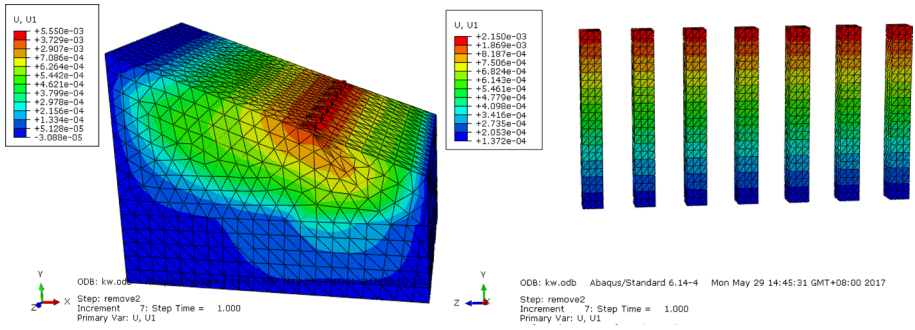 U, U1
+5.550e-03
+3.729e-03
+2.907e-03
+7.086e-04
+6.264e-04
+5.442e-04
+4.621e-04
+3.799e-04
+2.978e-04
+2.156e-04
+1.334e-04
+5.128e-05
-3.088e-05
Y
X
Z
ODB: kw.odb
Step: remove2
Increment 7: Step Time = 1.000
Primary Var: U, U1
U, U1
+2.150e-03
+1.869e-03
+8.187e-04
+7.506e-04
+6.824e-04
+6.143e-04
+5.461e-04
+4.779e-04
+4.098e-04
+3.416e-04
+2.735e-04
+2.053e-04
+1.372e-04
Y
Z
X
ODB: kw.odb Abaqus/Standard 6.14-4 Mon May 29 14:45:31 GMT+08:00 2017
Step: remove2
Increment 7: Step Time = 1.000
Primary Var: U, U1